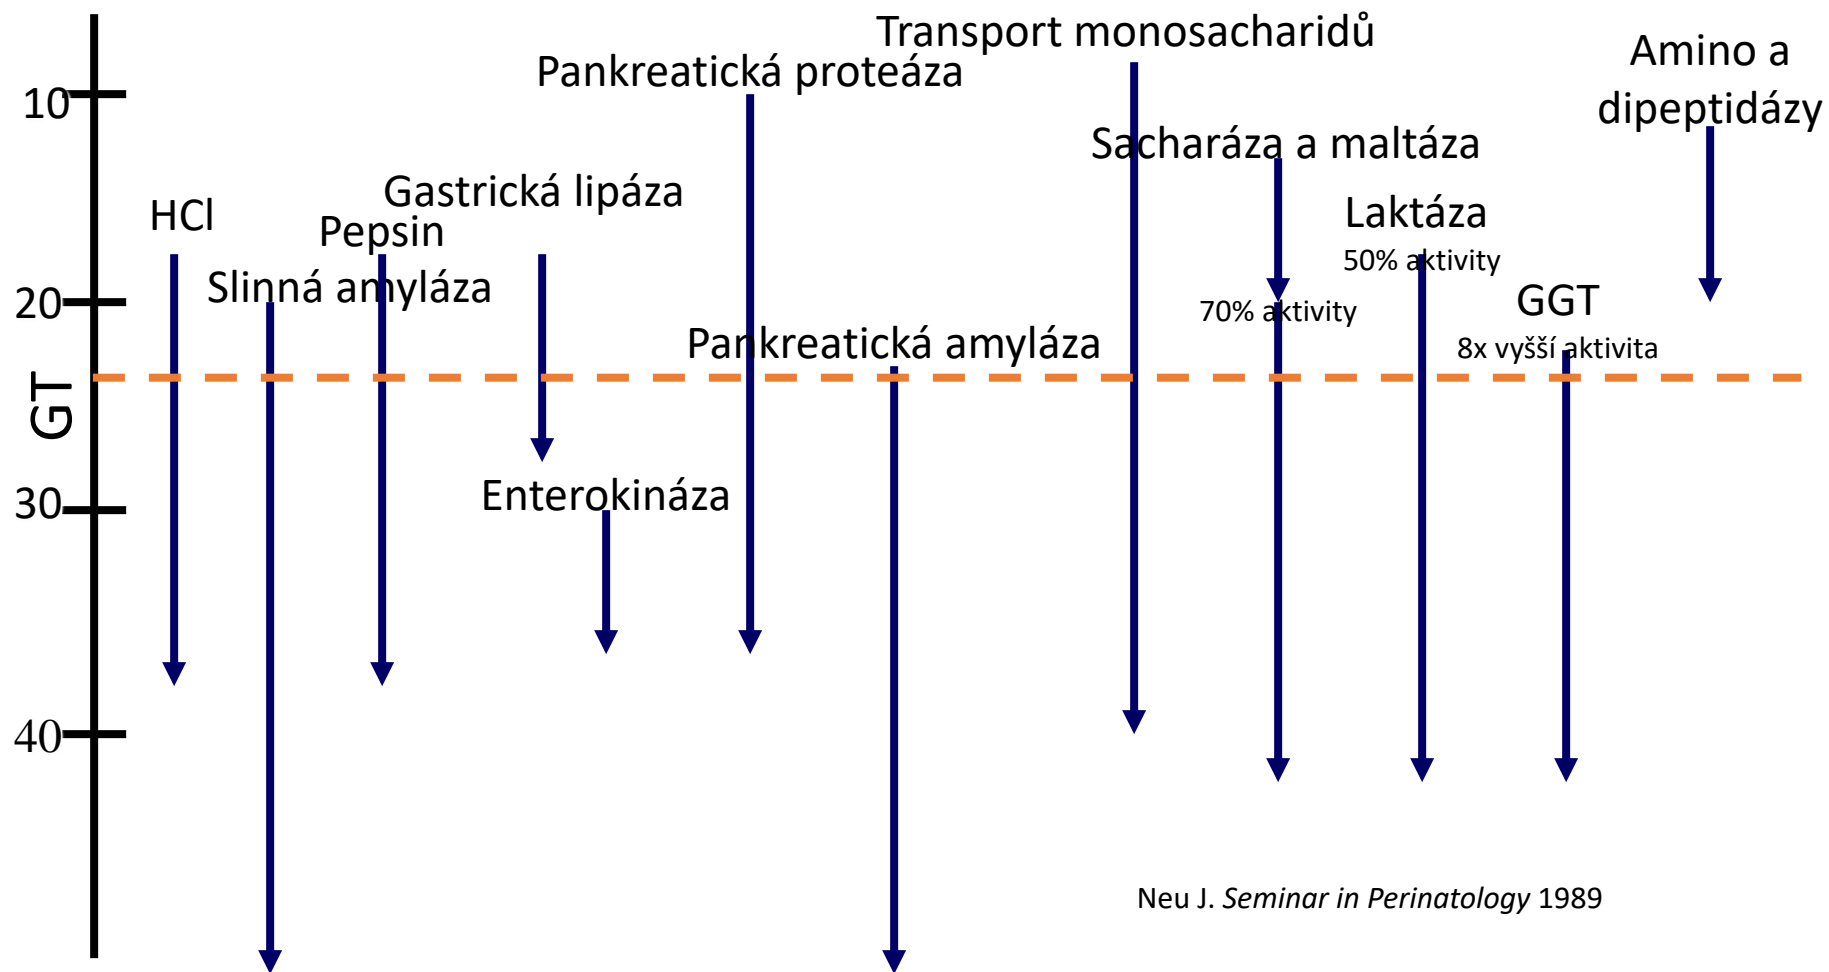 Transport monosacharidů
Amino a
dipeptidázy
Pankreatická proteáza
10
Sacharáza a maltáza
Gastrická lipáza
HCl
Laktáza
Pepsin
50% aktivity
Slinná amyláza
20
GGT
70% aktivity
Pankreatická amyláza
8x vyšší aktivita
GT
Enterokináza
30
40
Neu J. Seminar in Perinatology 1989